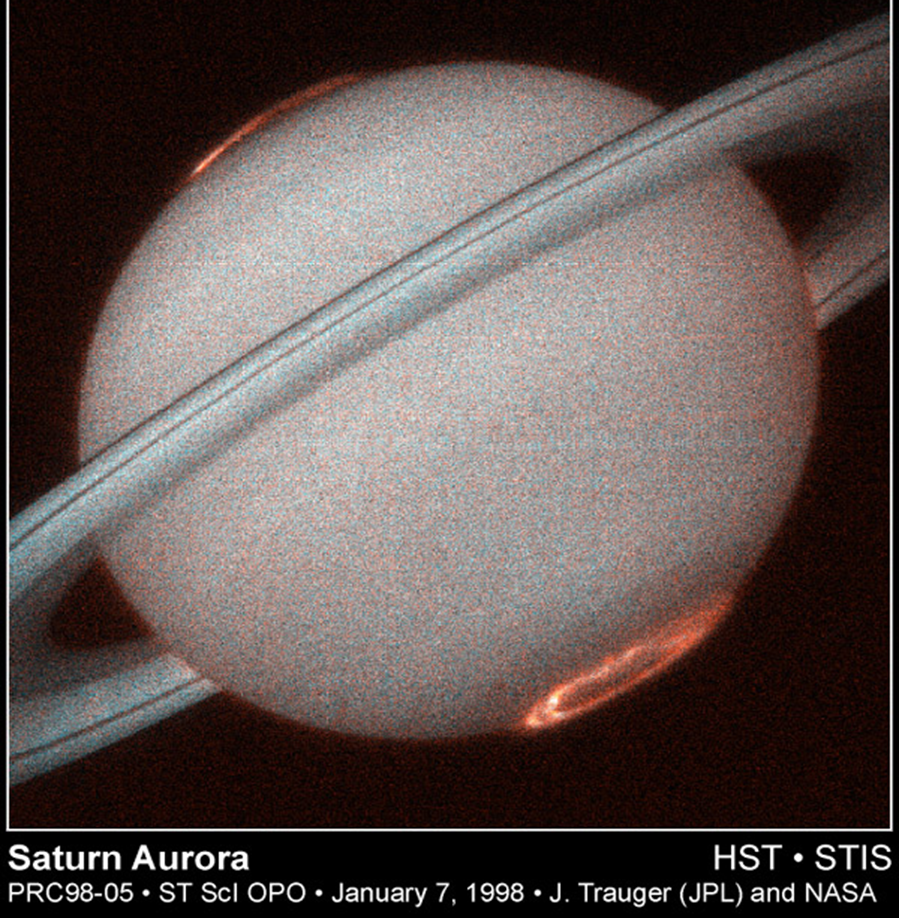 Saturn Aurora HST • STIS
PRC98-05 • ST ScI OPO • January 7, 1998 • J. Trauger (JPL) and NASA